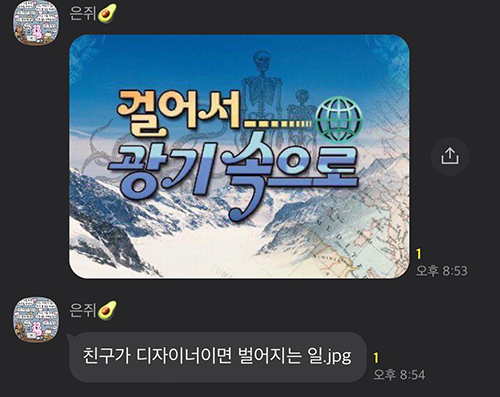 은쥐🥑
걸어서
광기 속으로
1
오후 8:53
은쥐🥑
친구가 디자이너이면 벌어지는 일.jpg
1
오후 8:54